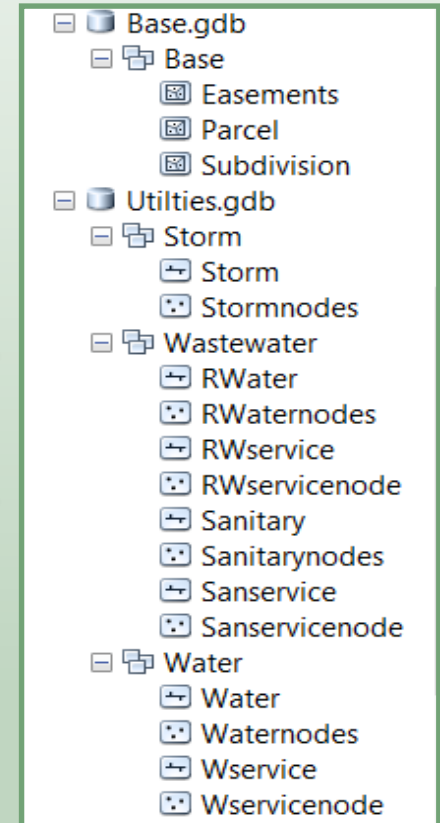 Base.gdb
Base
Easements
Parcel
Subdivision
Utilties.gdb
Storm
Storm
Stormnodes
Wastewater
RWater
RWaternodes
RWservice
RWservicenode
Sanitary
Sanitarynodes
Sanservice
Sanservicenode
Water
Water
Waternodes
Wservice
Wservicenode